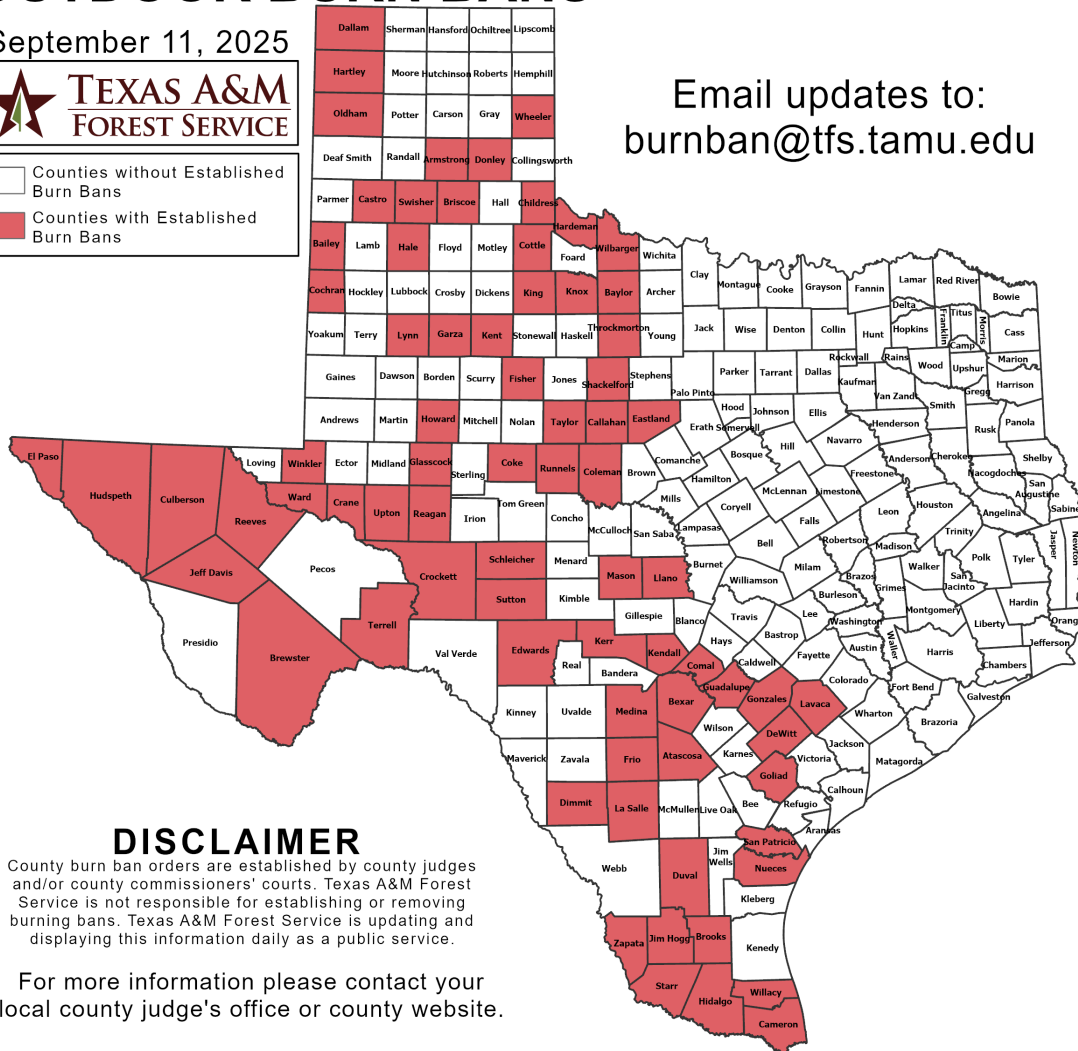 September 11, 2025
TEXAS A&M
FOREST SERVICE
Counties without Established
Burn Bans
Counties with Established
Burn Bans
Email updates to:
burnban@tfs.tamu.edu
Dallam Sherman Hansford Ochiltree Lipscomb
Hartley Moore Hutchinson Roberts Hemphill
Oldham Potter Carson Gray Wheeler
Deaf Smith Randall Armstrong Donley Collingsworth
Parmer Castro Swisher Briscoe Hall Childress
Hardeman
Bailey Lamb Hale Floyd Motley Cottle Foard Wilbarger Wichita
Clay Montague Cooke Grayson Fannin Lamar Red River Bowie
Cochran Hockley Lubbock Crosby Dickens King Knox Baylor Archer
Delta Franklin Titus Morris Cass
Yoakum Terry Lynn Garza Kent Stonewall Haskell Throckmorton Young Jack Wise Denton Collin Hunt Hopkins Camp
Rockwall Rains Wood Upshur Marion
Gaines Dawson Borden Scurry Fisher Jones Shackelford Stephens Palo Pinto Parker Tarrant Dallas Kaufman Van Zandt Gregg Harrison
Andrews Martin Howard Mitchell Nolan Taylor Callahan Eastland Erath Hood Somervell Johnson Ellis Henderson Smith Rusk Panola
El Paso Loving Winkler Ector Midland Glasscock Sterling Coke Runnels Coleman Brown Comanche Bosque Hill Navarro Anderson Cherokee Shelby
Hudspeth Culberson Reeves Ward Crane Upton Reagan Irion Tom Green Concho Mills Hamilton McLennan Limestone Freestone Nacogdoches San
Augustine
Sabine
McCulloch San Saba Lampasas Coryell Falls Leon Houston Angelina
Jeff Davis Pecos Crockett Schleicher Menard Burnet Bell Robertson Madison Trinity Polk Tyler Jasper Newton
Sutton Kimble Mason Llano Williamson Milam Brazos Grimes Walker San
Jacinto
Presidio Brewster Terrell Gillespie Blanco Travis Lee Burleson Washington Montgomery Liberty Hardin
Val Verde Edwards Kerr Kendall Hays Bastrop Fayette Austin Waller Harris Jefferson
Real Bandera Comal Caldwell Colorado Fort Bend Chambers Galveston
Kinney Uvalde Medina Bexar Guadalupe Gonzales Lavaca Wharton Brazoria
Wilson DeWitt Jackson Matagorda
Maverick Zavala Frio Atascosa Karnes Goliad Victoria Calhoun
Dimmit La Salle McMullen Live Oak Bee Refugio Aransas
San Patricio
Webb Duval Jim
Wells
Nueces
Kleberg
Zapata Jim Hogg Brooks Kenedy
Starr Hidalgo Willacy
Cameron
DISCLAIMER
County burn ban orders are established by county judges
and/or county commissioners' courts. Texas A&M Forest
Service is not responsible for establishing or removing
burning bans. Texas A&M Forest Service is updating and
displaying this information daily as a public service.
For more information please contact your
local county judge's office or county website.